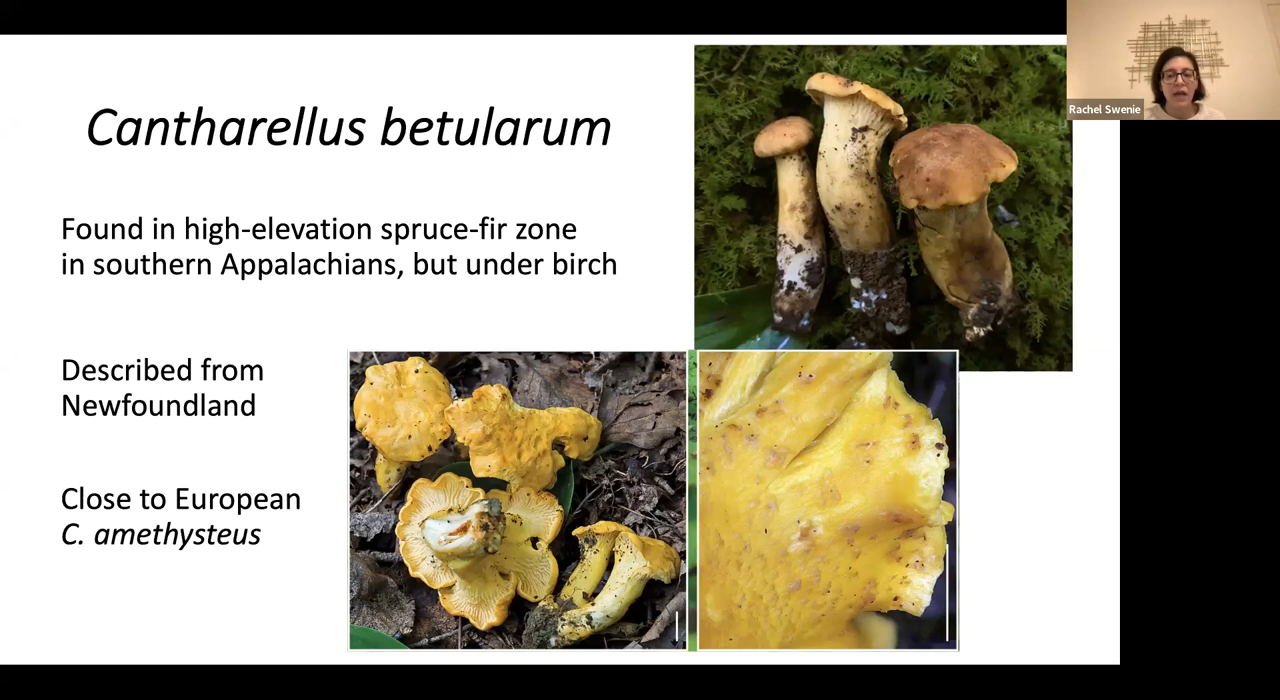 Cantharellus betularum
Found in high-elevation spruce-fir zone
in southern Appalachians, but under birch
Described from
Newfoundland
Close to European
C. amethysteus
Rachel Swenie